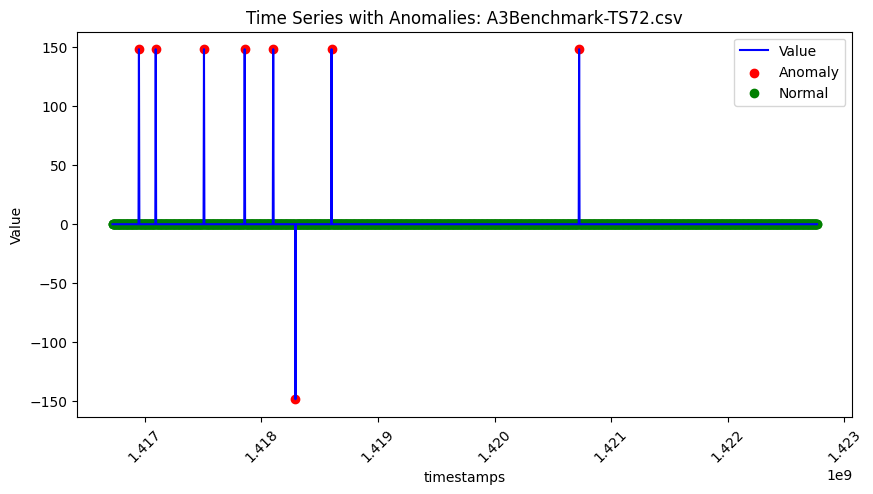 Time Series with Anomalies: A3Benchmark-TS72.csv
Value
Anomaly
Normal
150
100
50
0
−50
−100
−150
Value
1.417
1.418
1.419
1.420
1.421
1.422
1.423
1e9
timestamps